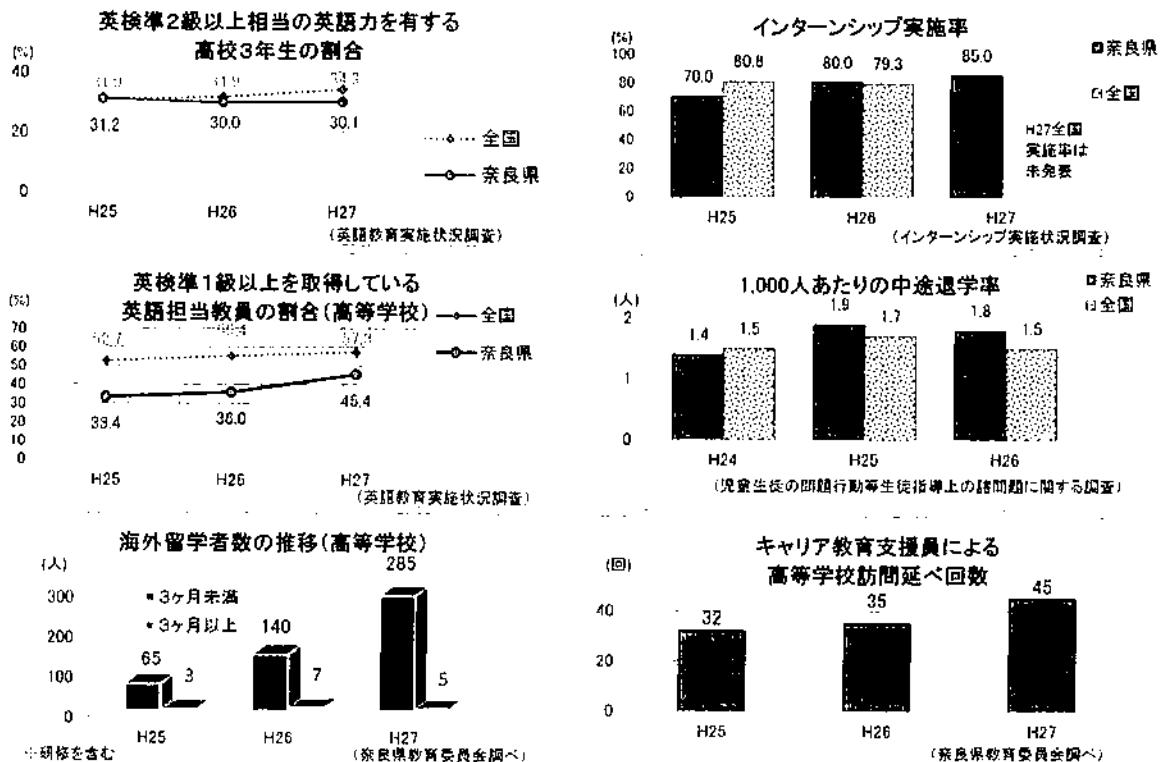 英検準2級以上相当の英語力を有する
高校3年生の割合
(%)
40
20
0
31.9
31.2
30.0
30.1
全国
奈良県
H25
H26
H27
(英語教育実施状況調査)
インターンシップ実施率
(%)
100
80
60
40
20
0
70.0
80.8
80.0
79.3
85.0
奈良県
全国
H27全国
実施率は
未発表
H25
H26
H27
(インターンシップ実施状況調査)
英検準1級以上を取得している
英語担当教員の割合(高等学校)
(%)
70
60
50
40
30
20
10
0
全国
奈良県
36.0
H25
H26
H27
(英語教育実施状況調査)
1,000人あたりの中途退学率
(人)
2
1
0
1.4
1.5
1.9
1.7
1.8
1.5
奈良県
全国
H24
H25
H26
(児童生徒の問題行動等生徒指導上の諸問題に関する調査)
海外留学者数の推移(高等学校)
(人)
300
200
100
0
3ヶ月未満
3ヶ月以上
65
3
140
7
285
5
H25
H26
H27
※研修を含む
(奈良県教育委員会調べ)
キャリア教育支援員による
高等学校訪問延べ回数
(回)
40
20
0
32
35
45
H25
H26
H27
(奈良県教育委員会調べ)